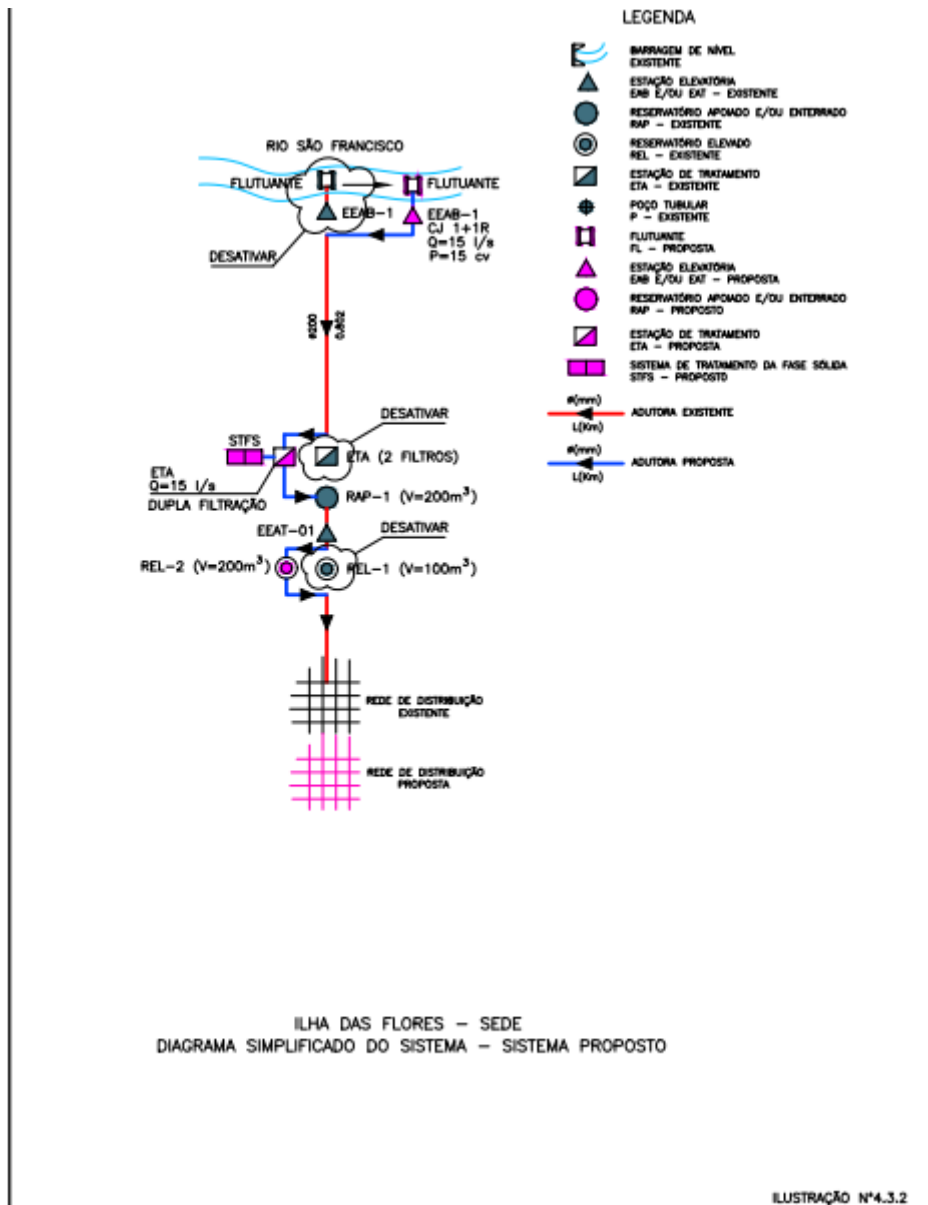 LEGENDA
BARRAGEM DE NÍVEL
EXISTENTE
ESTAÇÃO ELEVATÓRIA
EAB E/OU EAT – EXISTENTE
RESERVATÓRIO APOIADO E/OU ENTERRADO
RAP – EXISTENTE
RESERVATÓRIO ELEVADO
REL – EXISTENTE
ESTAÇÃO DE TRATAMENTO
ETA – EXISTENTE
POÇO TUBULAR
P – EXISTENTE
FLUTUANTE
FL – PROPOSTA
ESTAÇÃO ELEVATÓRIA
EAB E/OU EAT – PROPOSTA
RESERVATÓRIO APOIADO E/OU ENTERRADO
RAP – PROPOSTO
ESTAÇÃO DE TRATAMENTO
ETA – PROPOSTA
SISTEMA DE TRATAMENTO DA FASE SÓLIDA
STFS – PROPOSTO
ø(mm)
L(Km)
ADUTORA EXISTENTE
ø(mm)
L(Km)
ADUTORA PROPOSTA
RIO SÃO FRANCISCO
FLUTUANTE
FLUTUANTE
EEAB-1
EEAB-1
CJ 1+1R
Q=15 l/s
P=15 cv
DESATIVAR
ø200
0,802
DESATIVAR
STFS
ETA (2 FILTROS)
ETA
Q=15 l/s
DUPLA FILTRAÇÃO
RAP-1 (V=200m³)
EEAT-01
DESATIVAR
REL-2 (V=200m³)
REL-1 (V=100m³)
REDE DE DISTRIBUIÇÃO
EXISTENTE
REDE DE DISTRIBUIÇÃO
PROPOSTA
ILHA DAS FLORES – SEDE
DIAGRAMA SIMPLIFICADO DO SISTEMA – SISTEMA PROPOSTO
ILUSTRAÇÃO N°4.3.2